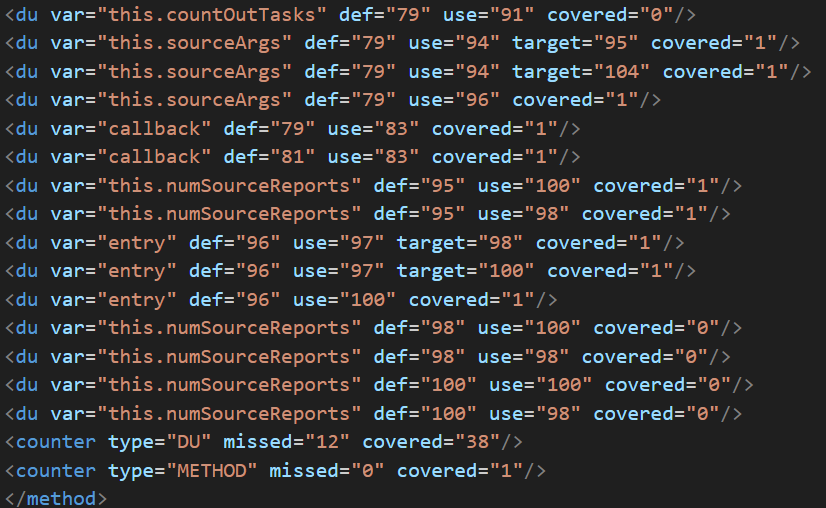 <du var="this.countOutTasks" def="79" use="91" covered="0"/>
<du var="this.sourceArgs" def="79" use="94" target="95" covered="1"/>
<du var="this.sourceArgs" def="79" use="94" target="104" covered="1"/>
<du var="this.sourceArgs" def="79" use="96" covered="1"/>
<du var="callback" def="79" use="83" covered="1"/>
<du var="callback" def="81" use="83" covered="1"/>
<du var="this.numSourceReports" def="95" use="100" covered="1"/>
<du var="this.numSourceReports" def="95" use="98" covered="1"/>
<du var="entry" def="96" use="97" target="98" covered="1"/>
<du var="entry" def="96" use="97" target="100" covered="1"/>
<du var="entry" def="96" use="100" covered="1"/>
<du var="this.numSourceReports" def="98" use="100" covered="0"/>
<du var="this.numSourceReports" def="98" use="98" covered="0"/>
<du var="this.numSourceReports" def="100" use="100" covered="0"/>
<du var="this.numSourceReports" def="100" use="98" covered="0"/>
<counter type="DU" missed="12" covered="38"/>
<counter type="METHOD" missed="0" covered="1"/>
</method>